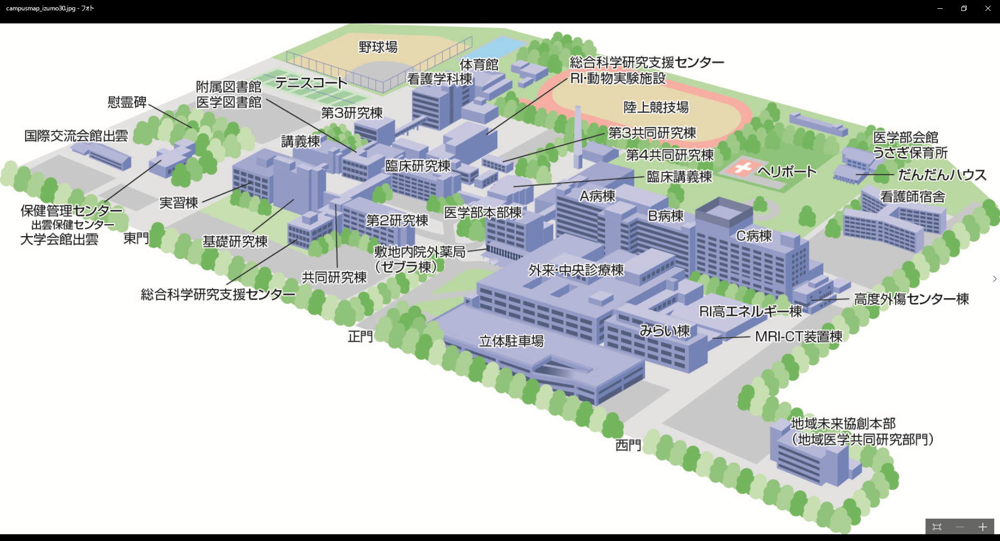 campusmap_izumo30.jpg - フォト
野球場
体育館
総合科学研究支援センター
RI・動物実験施設
テニスコート
看護学科棟
附属図書館
医学図書館
慰霊碑
陸上競技場
第3研究棟
国際交流会館出雲
講義棟
第3共同研究棟
医学部会館
うさぎ保育所
第4共同研究棟
臨床研究棟
ヘリポート
臨床講義棟
だんだんハウス
A病棟
看護師宿舎
実習棟
保健管理センター
出雲保健センター
大学会館出雲
医学部本部棟
B病棟
第2研究棟
C病棟
東門
基礎研究棟
敷地内院外薬局
（ゼブラ棟）
外来・中央診療棟
共同研究棟
総合科学研究支援センター
高度外傷センター棟
RI高エネルギー棟
みらい棟
正門
立体駐車場
MRI-CT装置棟
地域未来協創本部
（地域医学共同研究部門）
西門